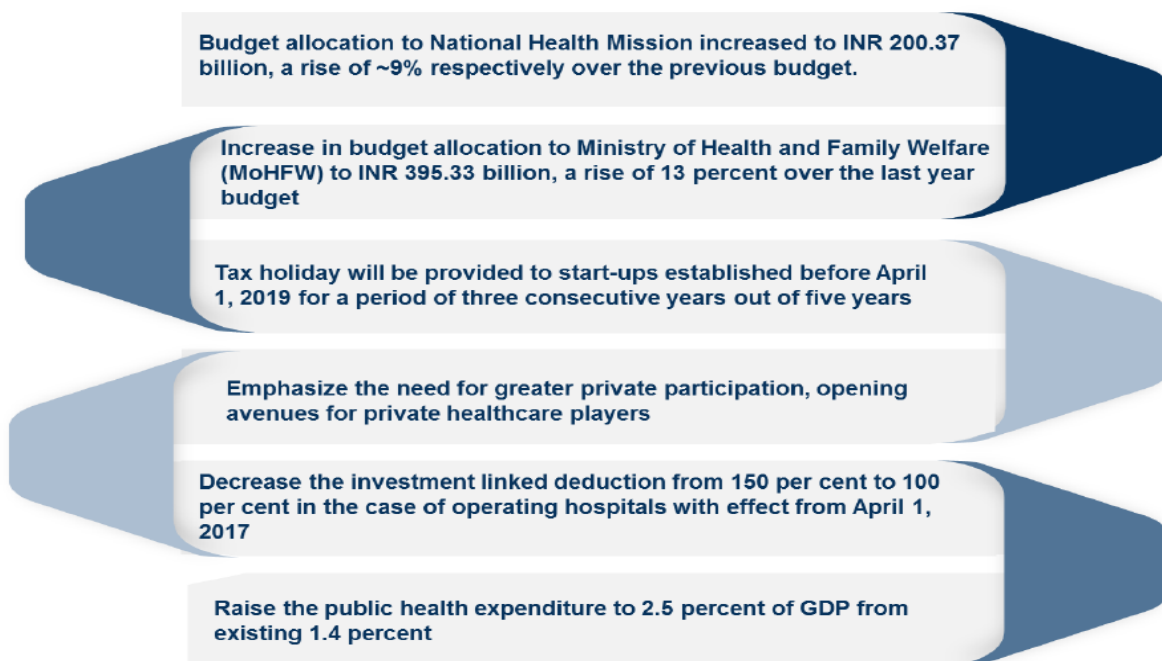 Budget allocation to National Health Mission increased to INR 200.37
billion, a rise of ~9% respectively over the previous budget.
Increase in budget allocation to Ministry of Health and Family Welfare
(MoHFW) to INR 395.33 billion, a rise of 13 percent over the last year
budget
Tax holiday will be provided to start-ups established before April
1, 2019 for a period of three consecutive years out of five years
Emphasize the need for greater private participation, opening
avenues for private healthcare players
Decrease the investment linked deduction from 150 per cent to 100
per cent in the case of operating hospitals with effect from April 1,
2017
Raise the public health expenditure to 2.5 percent of GDP from
existing 1.4 percent